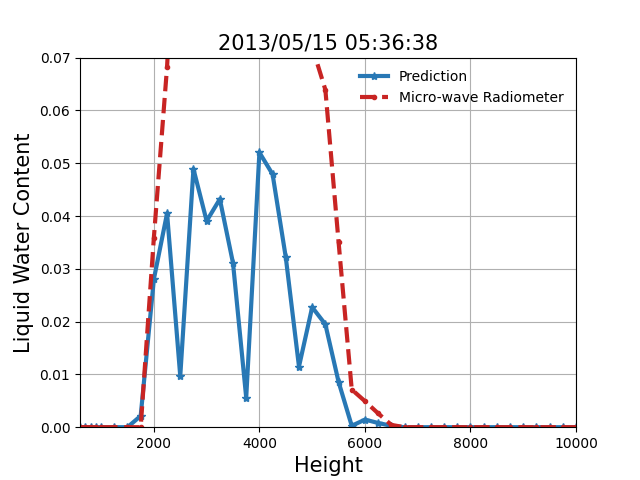 2013/05/15 05:36:38
Prediction
Micro-wave Radiometer
Liquid Water Content
0.07
0.06
0.05
0.04
0.03
0.02
0.01
0.00
2000 4000 6000 8000 10000
Height